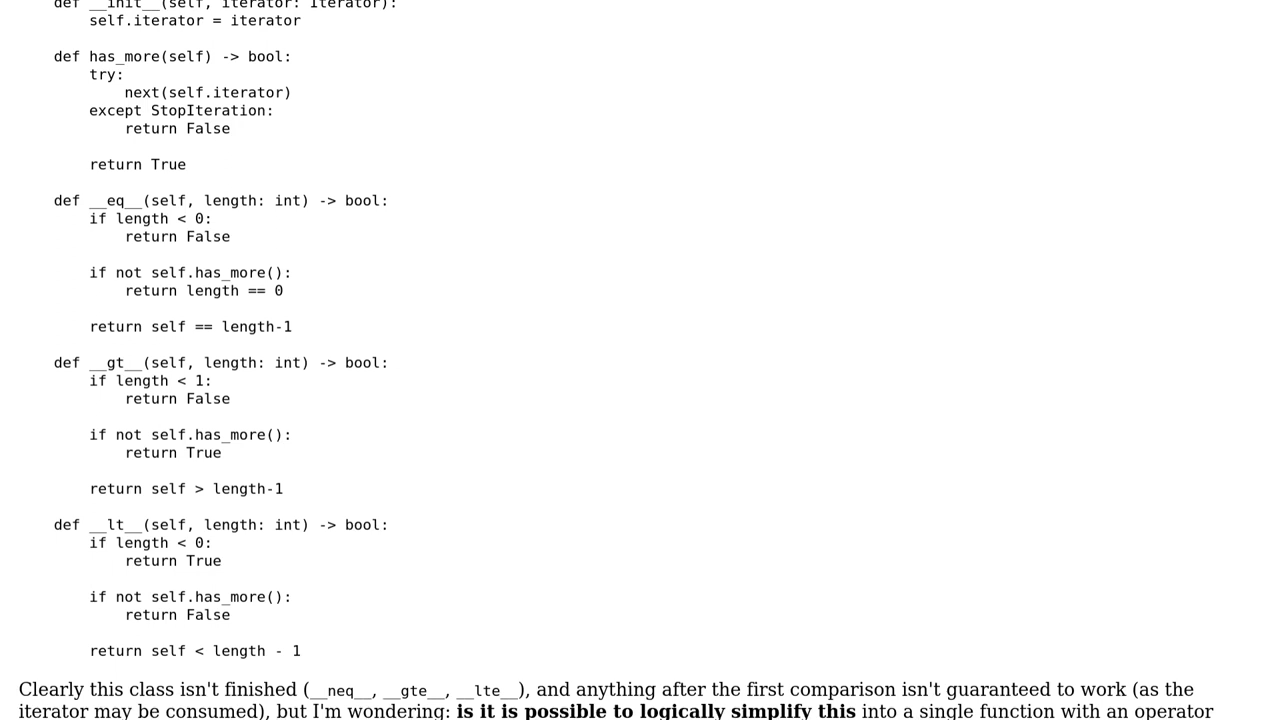 def __init__(self, iterator: Iterator):
self.iterator = iterator
def has_more(self) -> bool:
try:
next(self.iterator)
except StopIteration:
return False
return True
def __eq__(self, length: int) -> bool:
if length < 0:
return False
if not self.has_more():
return length == 0
return self == length-1
def __gt__(self, length: int) -> bool:
if length < 1:
return False
if not self.has_more():
return True
return self > length-1
def __lt__(self, length: int) -> bool:
if length < 0:
return True
if not self.has_more():
return False
return self < length - 1
Clearly this class isn't finished (__neq__, __gte__, __lte__), and anything after the first comparison isn't guaranteed to work (as the
iterator may be consumed), but I'm wondering: is it is possible to logically simplify this into a single function with an operator